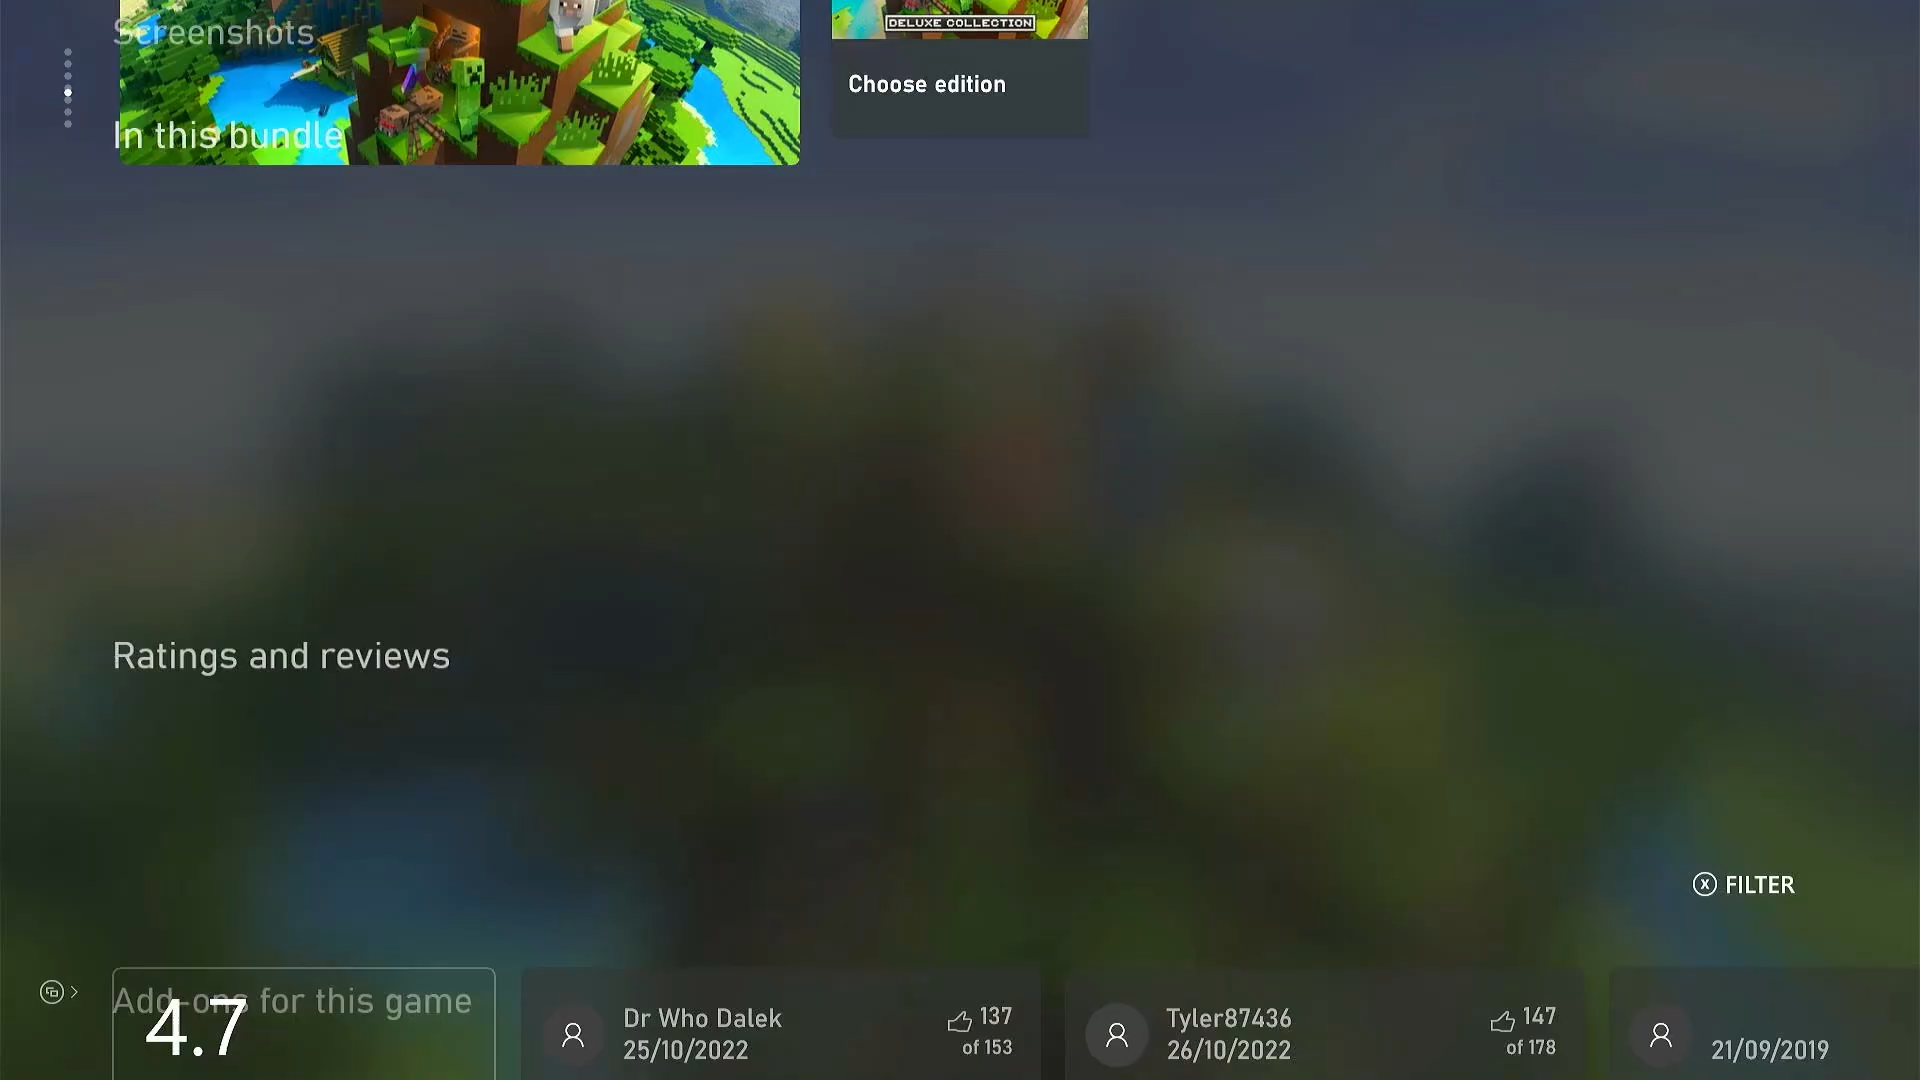 Screenshots
DELUXE COLLECTION
Choose edition
In this bundle
Ratings and reviews
X FILTER
Add-ons for this game
4.7
Dr Who Dalek
25/10/2022
137
of 153
Tyler87436
26/10/2022
147
of 178
21/09/2019